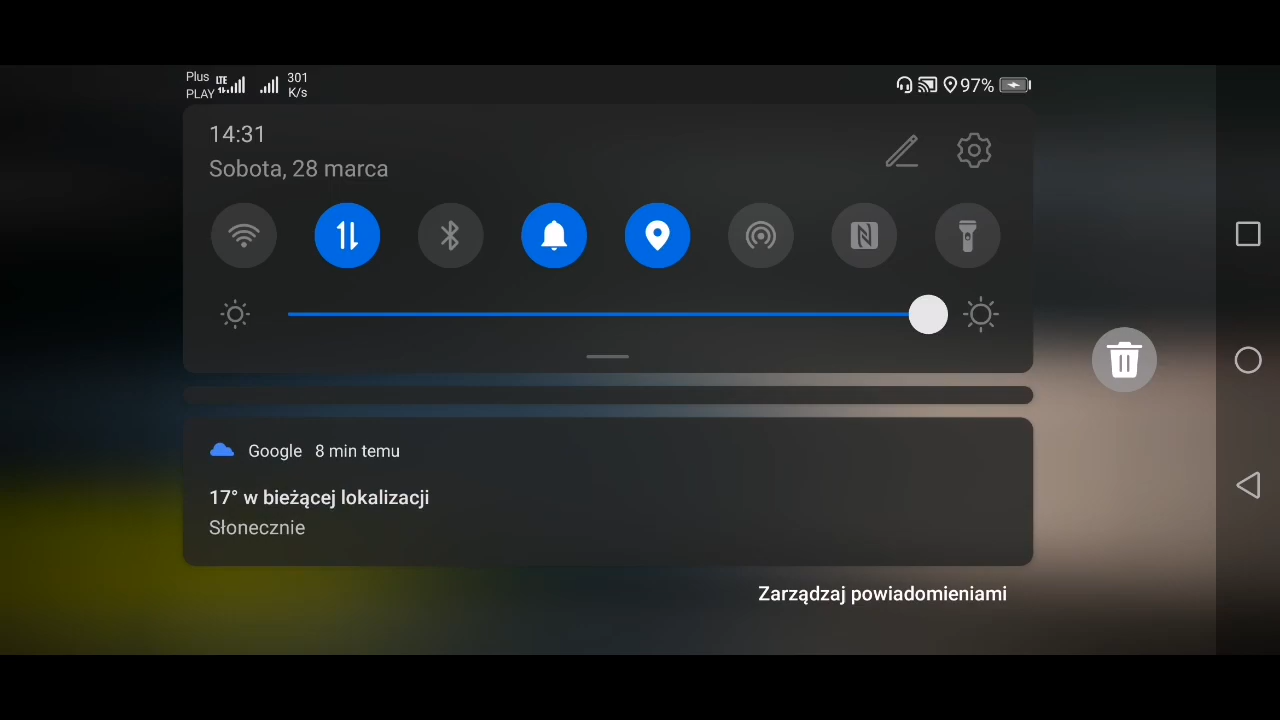 Plus LTE 301
PLAY K/s
97%
14:31
Sobota, 28 marca
Google 8 min temu
17° w bieżącej lokalizacji
Słonecznie
Zarządzaj powiadomieniami